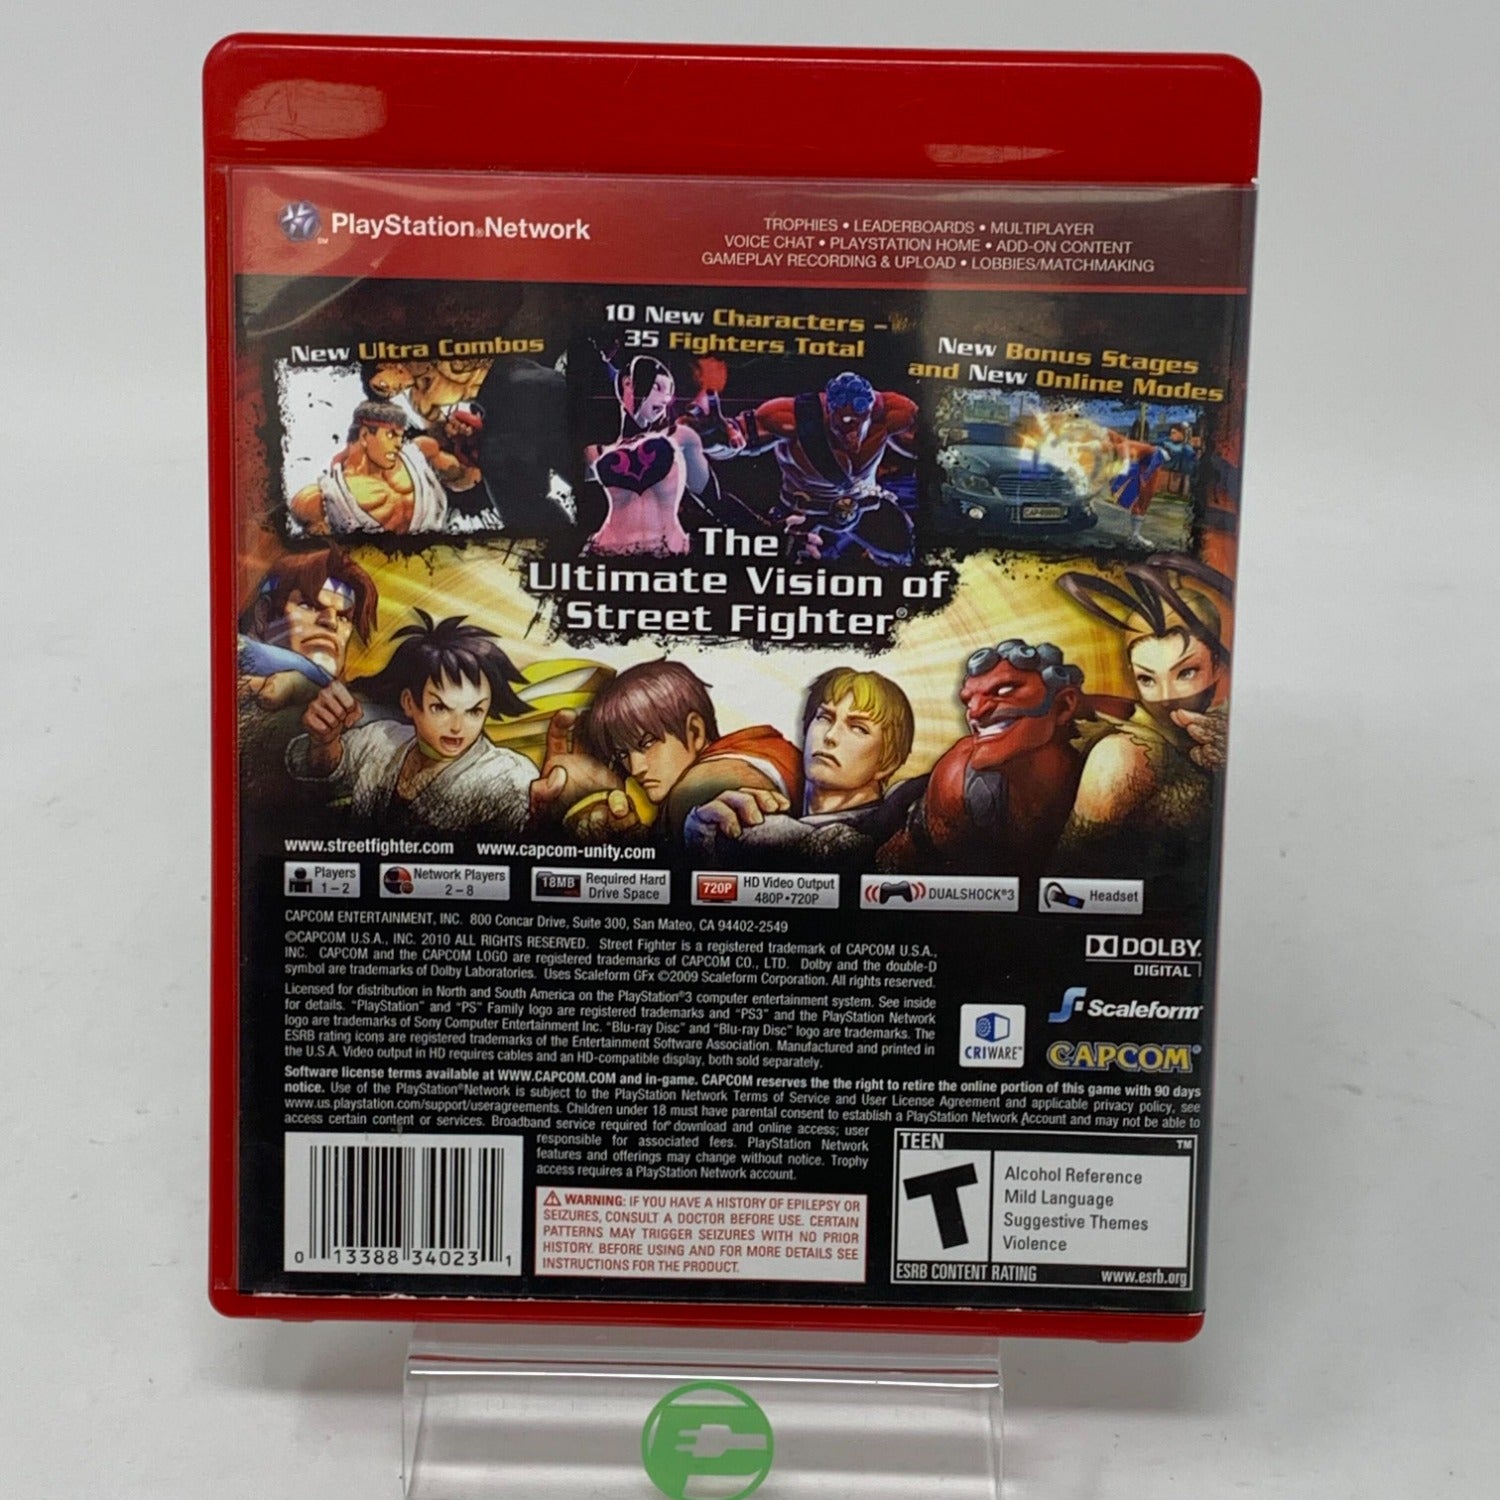 PlayStation®Network
SM
TROPHIES • LEADERBOARDS • MULTIPLAYER
VOICE CHAT • PLAYSTATION HOME • ADD-ON CONTENT
GAMEPLAY RECORDING & UPLOAD • LOBBIES/MATCHMAKING
New Ultra Combos
10 New Characters –
35 Fighters Total
New Bonus Stages
and New Online Modes
The
Ultimate Vision of
Street Fighter®
www.streetfighter.com www.capcom-unity.com
Players
1–2
Network Players
2–8
18MB
Required Hard
Drive Space
720P
HD Video Output
480P•720P
DUALSHOCK®3
Headset
CAPCOM ENTERTAINMENT, INC. 800 Concar Drive, Suite 300, San Mateo, CA 94402-2549
©CAPCOM U.S.A., INC. 2010 ALL RIGHTS RESERVED. Street Fighter is a registered trademark of CAPCOM U.S.A.,
INC. CAPCOM and the CAPCOM LOGO are registered trademarks of CAPCOM CO., LTD. Dolby and the double-D
symbol are trademarks of Dolby Laboratories. Uses Scaleform GFx ©2009 Scaleform Corporation. All rights reserved.
Licensed for distribution in North and South America on the PlayStation®3 computer entertainment system. See inside
for details. "PlayStation" and "PS" Family logo are registered trademarks and "PS3" and the PlayStation Network
logo are trademarks of Sony Computer Entertainment Inc. "Blu-ray Disc" and "Blu-ray Disc" logo are trademarks. The
ESRB rating icons are registered trademarks of the Entertainment Software Association. Manufactured and printed in
the U.S.A. Video output in HD requires cables and an HD-compatible display, both sold separately.
DOLBY
DIGITAL
Scaleform
CRIWARE™
CAPCOM®
Software license terms available at WWW.CAPCOM.COM and in-game. CAPCOM reserves the the right to retire the online portion of this game with 90 days
notice. Use of the PlayStation®Network is subject to the PlayStation Network Terms of Service and User License Agreement and applicable privacy policy, see
www.us.playstation.com/support/useragreements. Children under 18 must have parental consent to establish a PlayStation Network Account and may not be able to
access certain content or services. Broadband service required for download and online access; user
responsible for associated fees. PlayStation Network
features and offerings may change without notice. Trophy
access requires a PlayStation Network account.
WARNING: IF YOU HAVE A HISTORY OF EPILEPSY OR
SEIZURES, CONSULT A DOCTOR BEFORE USE. CERTAIN
PATTERNS MAY TRIGGER SEIZURES WITH NO PRIOR
HISTORY. BEFORE USING AND FOR MORE DETAILS SEE
INSTRUCTIONS FOR THE PRODUCT.
0 13388 34023 1
TEEN
TM
T
Alcohol Reference
Mild Language
Suggestive Themes
Violence
ESRB CONTENT RATING www.esrb.org